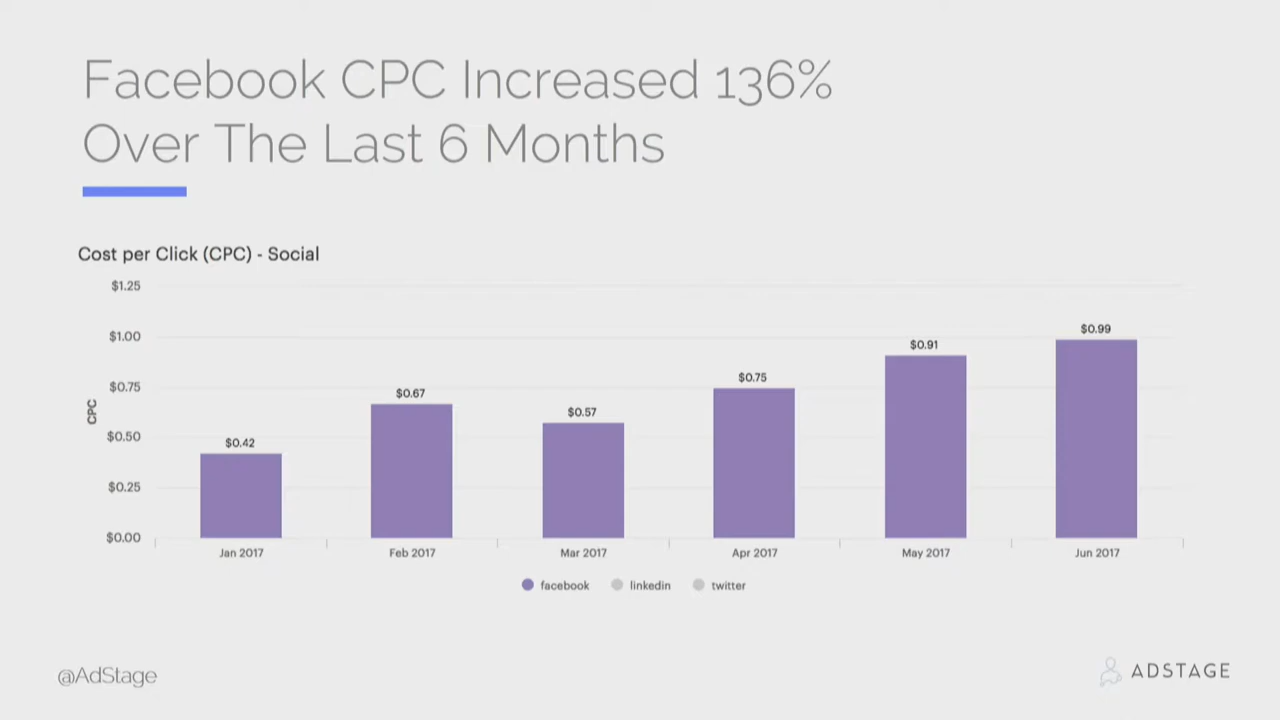 Facebook CPC Increased 136%
Over The Last 6 Months
Cost per Click (CPC) - Social
$1.25
$1.00
$0.75
$0.50
$0.25
$0.00
CPC
$0.42
$0.67
$0.57
$0.75
$0.91
$0.99
Jan 2017
Feb 2017
Mar 2017
Apr 2017
May 2017
Jun 2017
facebook
linkedin
twitter
@AdStage
ADSTAGE